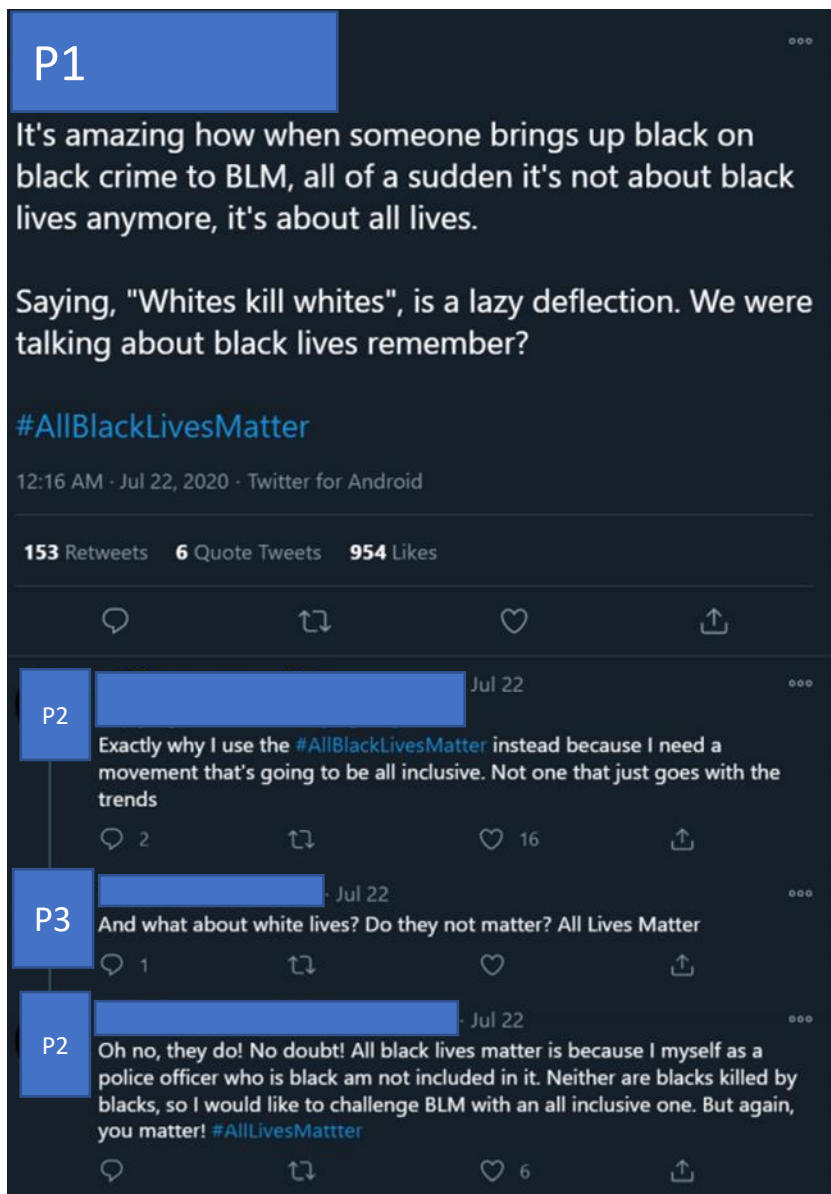 P1
It's amazing how when someone brings up black on
black crime to BLM, all of a sudden it's not about black
lives anymore, it's about all lives.
Saying, "Whites kill whites", is a lazy deflection. We were
talking about black lives remember?
#AllBlackLivesMatter
12:16 AM · Jul 22, 2020 · Twitter for Android
153 Retweets 6 Quote Tweets 954 Likes
P2
Jul 22
Exactly why I use the #AllBlackLivesMatter instead because I need a
movement that's going to be all inclusive. Not one that just goes with the
trends
2 16
P3
· Jul 22
And what about white lives? Do they not matter? All Lives Matter
1
P2
· Jul 22
Oh no, they do! No doubt! All black lives matter is because I myself as a
police officer who is black am not included in it. Neither are blacks killed by
blacks, so I would like to challenge BLM with an all inclusive one. But again,
you matter! #AllLivesMattter
6